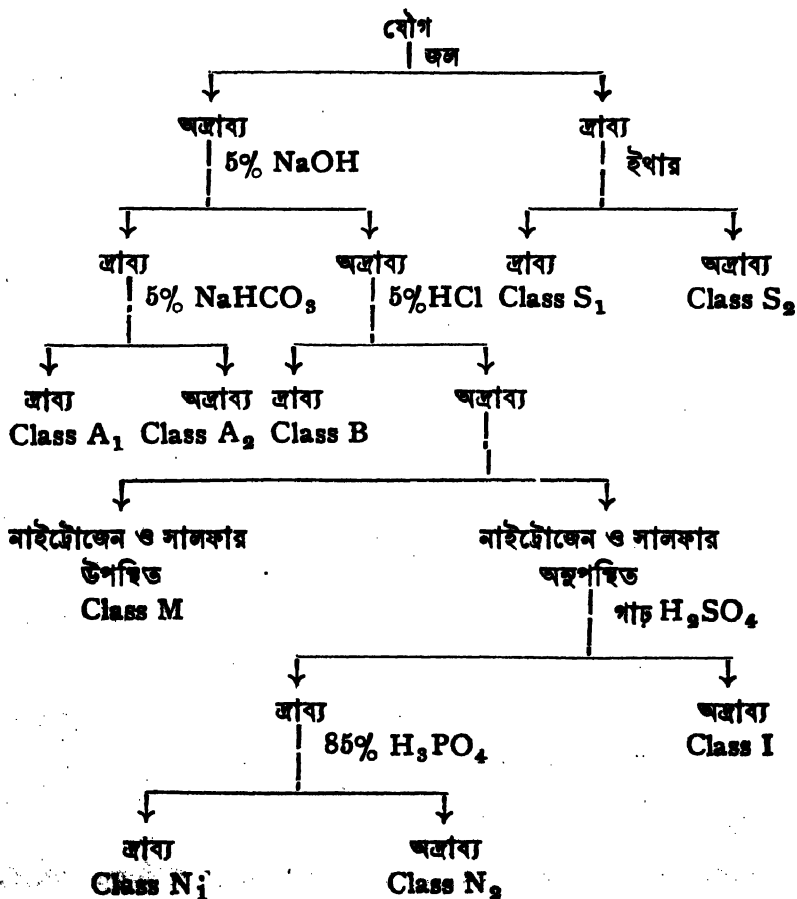 যৌগ
জল
অদ্রাব্য দ্রাব্য
5% NaOH ইথার
দ্রাব্য অদ্রাব্য দ্রাব্য অদ্রাব্য
5% NaHCO₃ 5%HCl Class S₁ Class S₂
দ্রাব্য অদ্রাব্য দ্রাব্য অদ্রাব্য
Class A₁ Class A₂ Class B
নাইট্রোজেন ও সালফার নাইট্রোজেন ও সালফার
উপস্থিত অনুপস্থিত
Class M গাঢ় H₂SO₄
দ্রাব্য অদ্রাব্য
85% H₃PO₄ Class I
দ্রাব্য অদ্রাব্য
Class N₁ Class N₂